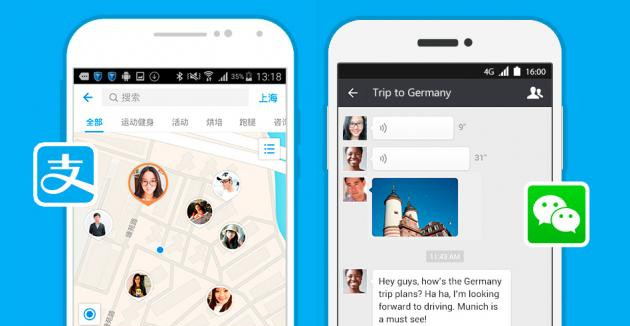 35% 13:18
搜索
上海
全部 运动健身 活动 烘培 跑腿 咨询
支
4G 16:00
Trip to Germany
9"
31"
11:43 AM
Hey guys, how's the Germany
trip plans? Ha ha, I'm looking
forward to driving. Munich is
a must see!